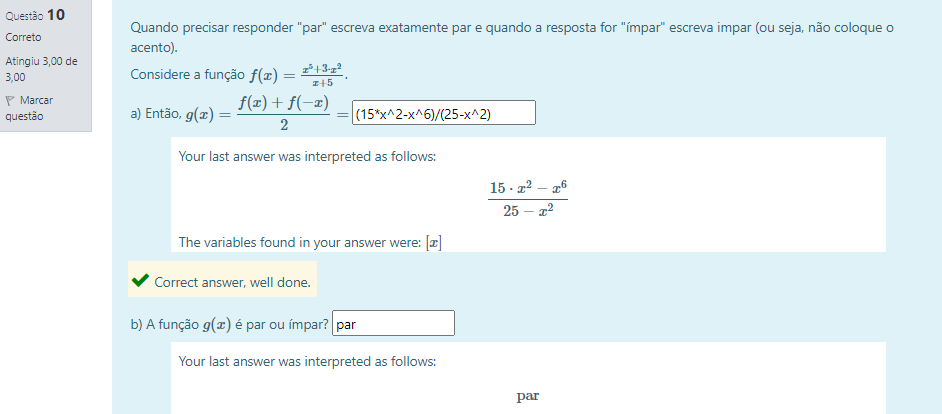 Questão 10
Correto
Atingiu 3,00 de
3,00
Marcar
questão
Quando precisar responder "par" escreva exatamente par e quando a resposta for "ímpar" escreva impar (ou seja, não coloque o
acento).
Considere a função f(x) = \frac{x^5+3·x^2}{x+5}.
a) Então, g(x) = \frac{f(x) + f(−x)}{2} = (15*x^2-x^6)/(25-x^2)
Your last answer was interpreted as follows:
\frac{15 · x^2 − x^6}{25 − x^2}
The variables found in your answer were: [x]
Correct answer, well done.
b) A função g(x) é par ou ímpar? par
Your last answer was interpreted as follows:
par